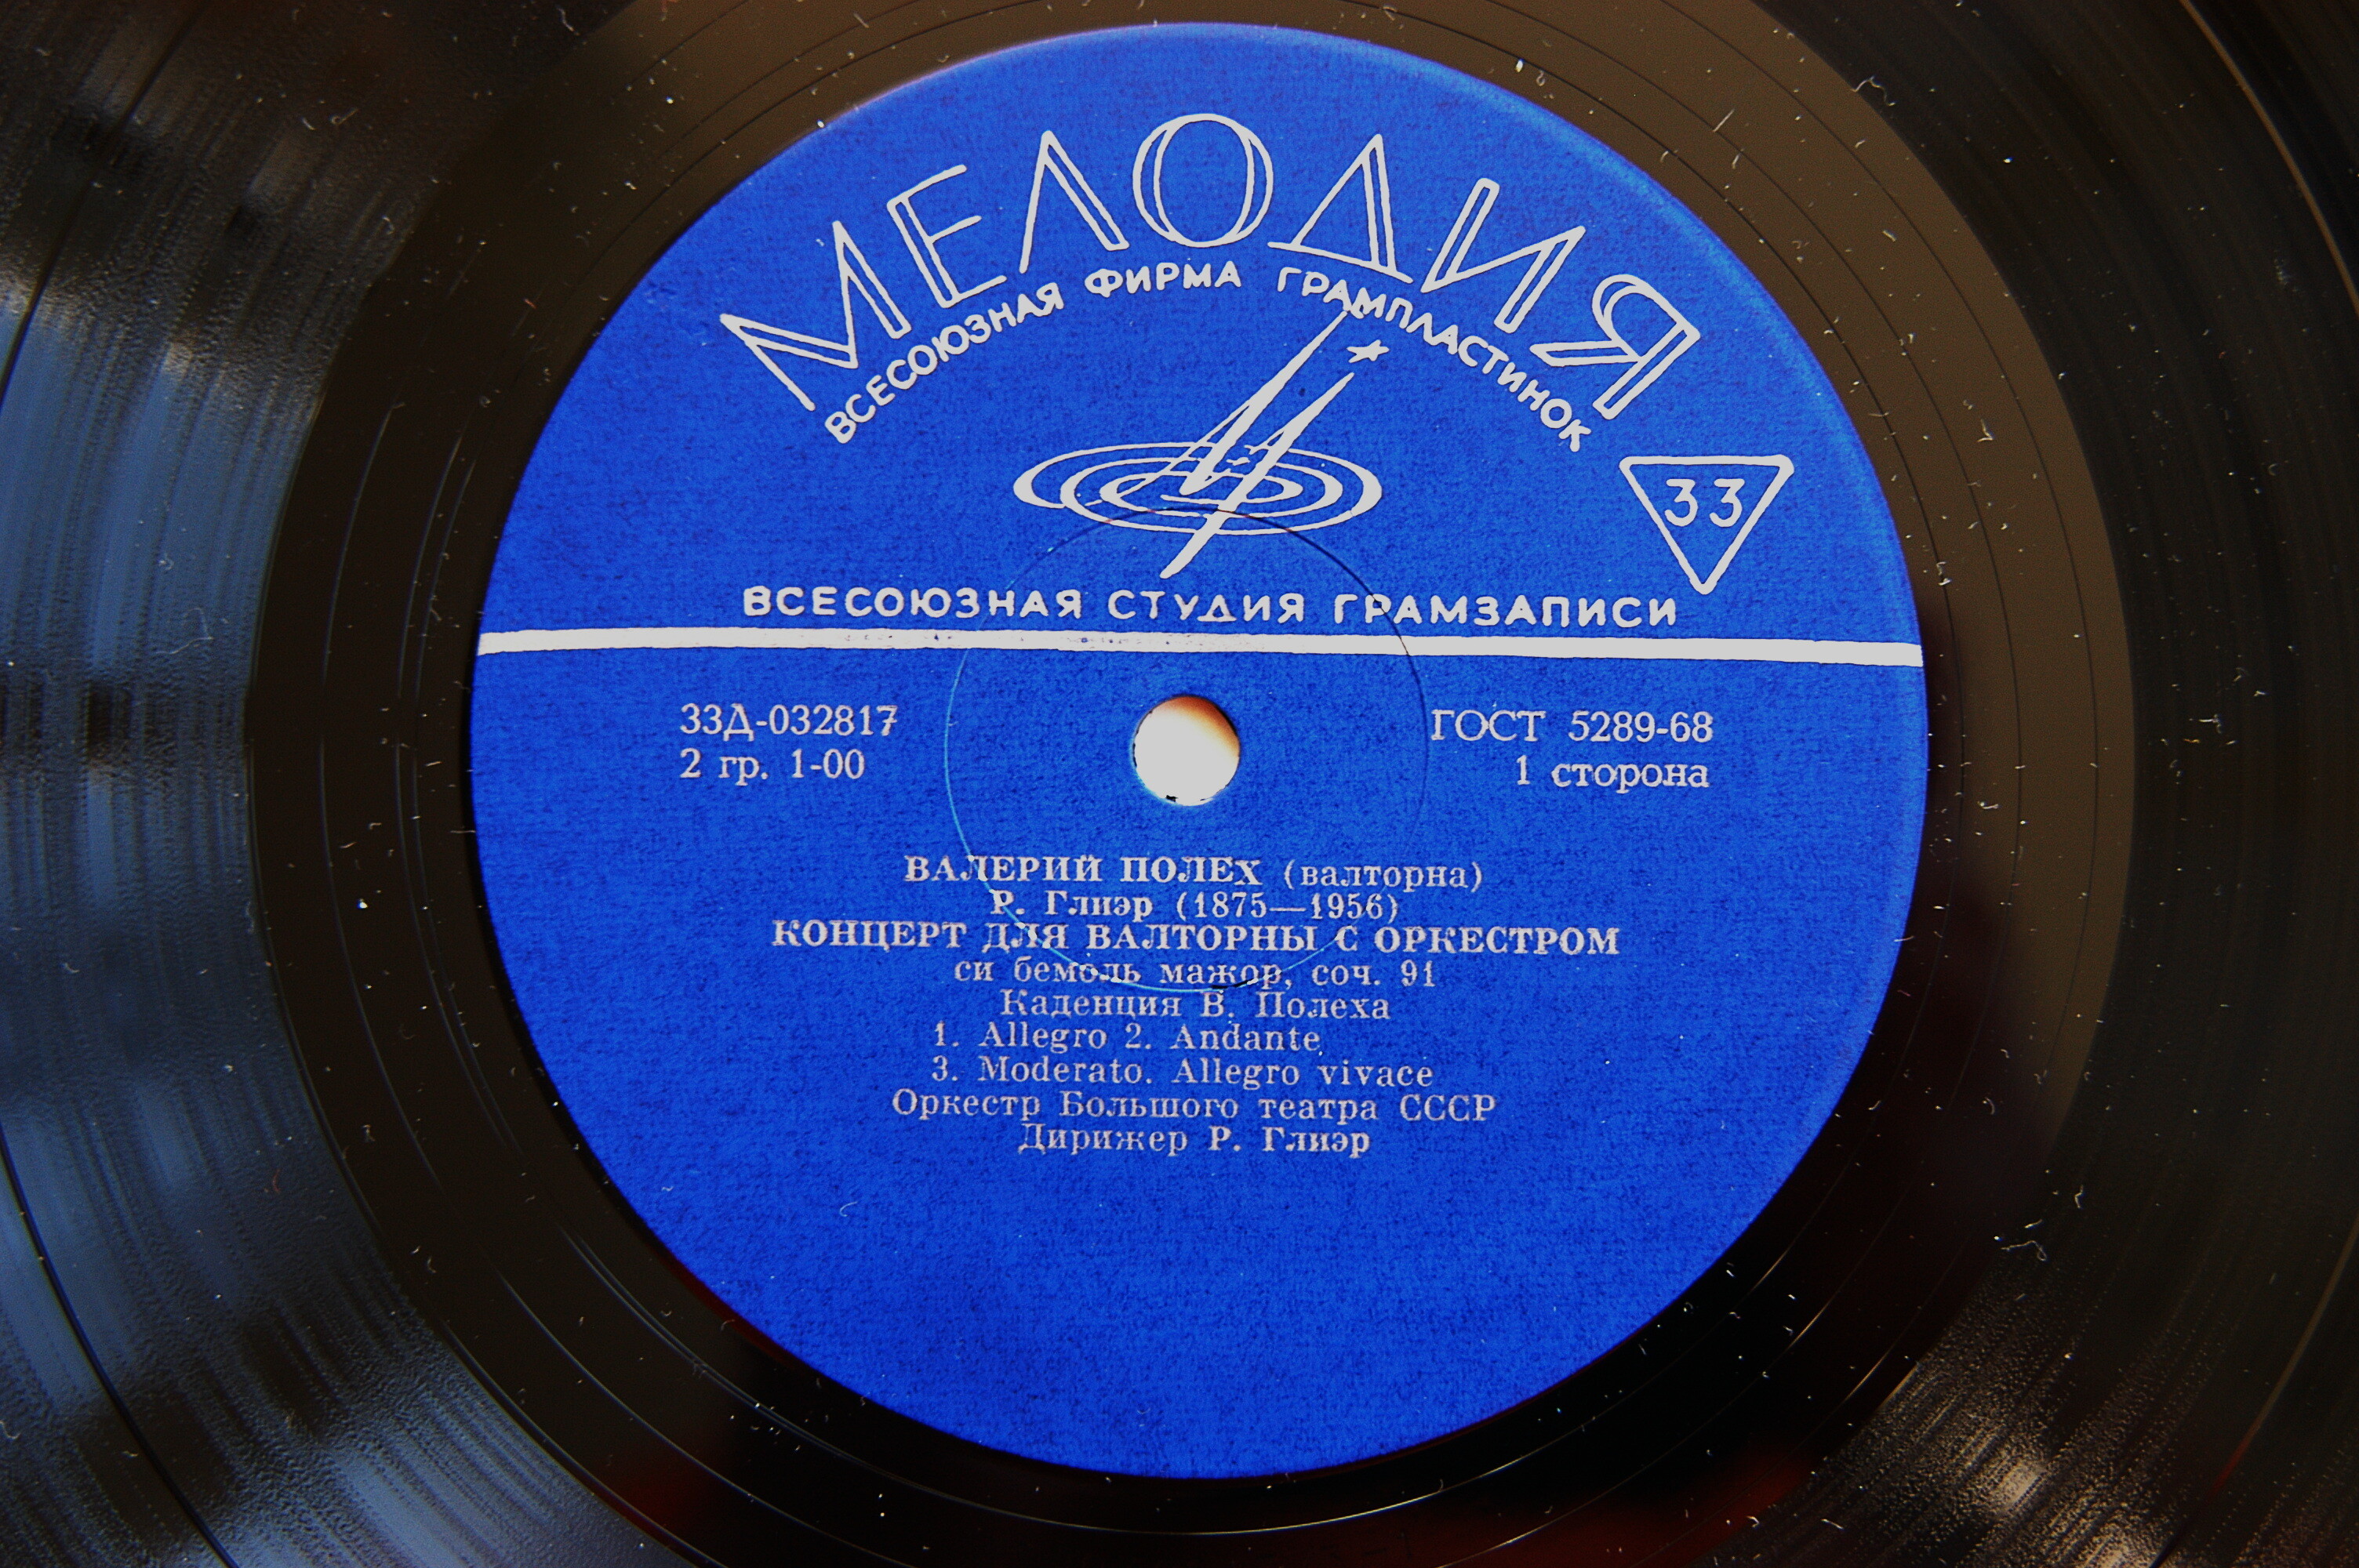 МЕЛОДИЯ
ВСЕСОЮЗНАЯ ФИРМА ГРАМПЛАСТИНОК
33
ВСЕСОЮЗНАЯ СТУДИЯ ГРАМЗАПИСИ
33Д-032817
2 гр. 1-00
ГОСТ 5289-68
1 сторона
ВАЛЕРИЙ ПОЛЕХ (валторна)
Р. Глиэр (1875—1956)
КОНЦЕРТ ДЛЯ ВАЛТОРНЫ С ОРКЕСТРОМ
си бемоль мажор, соч. 91
Каденция В. Полеха
1. Allegro 2. Andante
3. Moderato. Allegro vivace
Оркестр Большого театра СССР
Дирижер Р. Глиэр